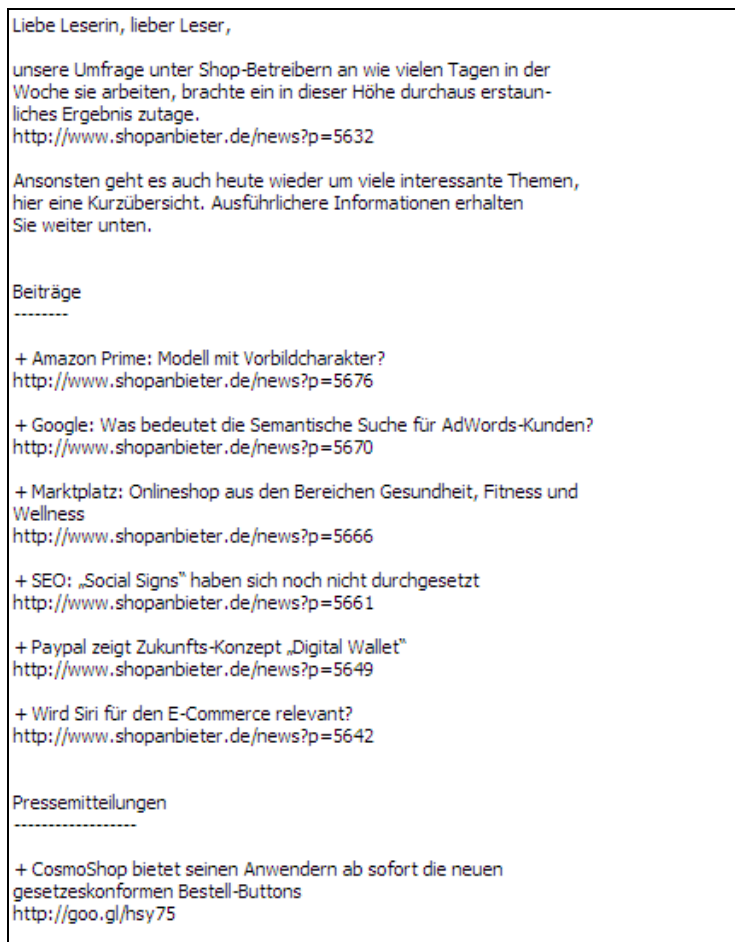 Liebe Leserin, lieber Leser,
unsere Umfrage unter Shop-Betreibern an wie vielen Tagen in der
Woche sie arbeiten, brachte ein in dieser Höhe durchaus erstaun-
liches Ergebnis zutage.
http://www.shopanbieter.de/news?p=5632
Ansonsten geht es auch heute wieder um viele interessante Themen,
hier eine Kurzübersicht. Ausführlichere Informationen erhalten
Sie weiter unten.
Beiträge
--------
+ Amazon Prime: Modell mit Vorbildcharakter?
http://www.shopanbieter.de/news?p=5676
+ Google: Was bedeutet die Semantische Suche für AdWords-Kunden?
http://www.shopanbieter.de/news?p=5670
+ Marktplatz: Onlineshop aus den Bereichen Gesundheit, Fitness und
Wellness
http://www.shopanbieter.de/news?p=5666
+ SEO: „Social Signs“ haben sich noch nicht durchgesetzt
http://www.shopanbieter.de/news?p=5661
+ Paypal zeigt Zukunfts-Konzept „Digital Wallet“
http://www.shopanbieter.de/news?p=5649
+ Wird Siri für den E-Commerce relevant?
http://www.shopanbieter.de/news?p=5642
Pressemitteilungen
------------------
+ CosmoShop bietet seinen Anwendern ab sofort die neuen
gesetzeskonformen Bestell-Buttons
http://goo.gl/hsy75